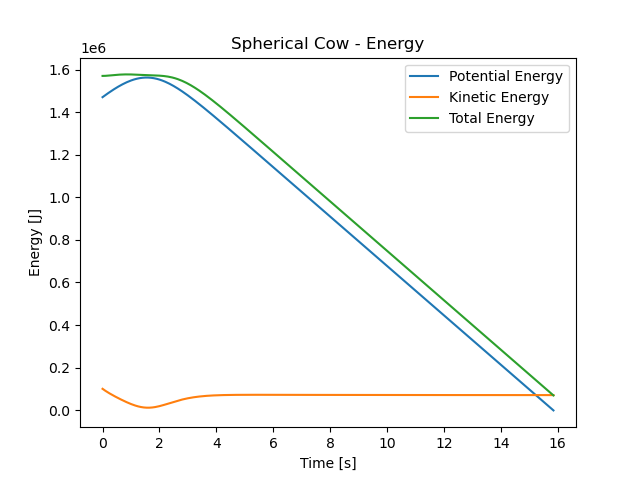 Spherical Cow - Energy
1e6
Potential Energy
Kinetic Energy
Total Energy
1.6
1.4
1.2
1.0
0.8
0.6
0.4
0.2
0.0
Energy [J]
0 2 4 6 8 10 12 14 16
Time [s]